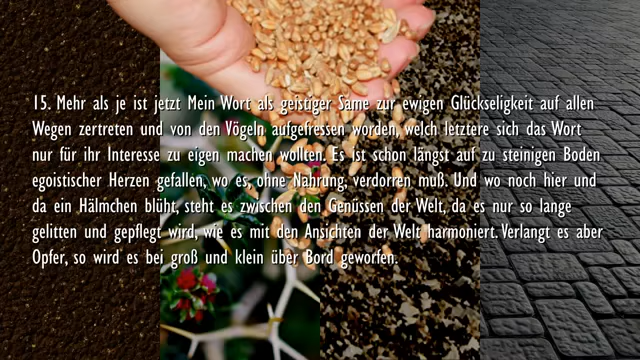 15. Mehr als je ist jetzt Mein Wort als geistiger Same zur ewigen Glückseligkeit auf allen
Wegen zertreten und von den Vögeln aufgefressen worden, welch letztere sich das Wort
nur für ihr Interesse zu eigen machen wollten. Es ist schon längst auf zu steinigen Boden
egoistischer Herzen gefallen, wo es, ohne Nahrung, verdorren muß. Und wo noch hier und
da ein Hälmchen blüht, steht es zwischen den Genüssen der Welt, da es nur so lange
gelitten und gepflegt wird, wie es mit den Ansichten der Welt harmoniert. Verlangt es aber
Opfer, so wird es bei groß und klein über Bord geworfen.